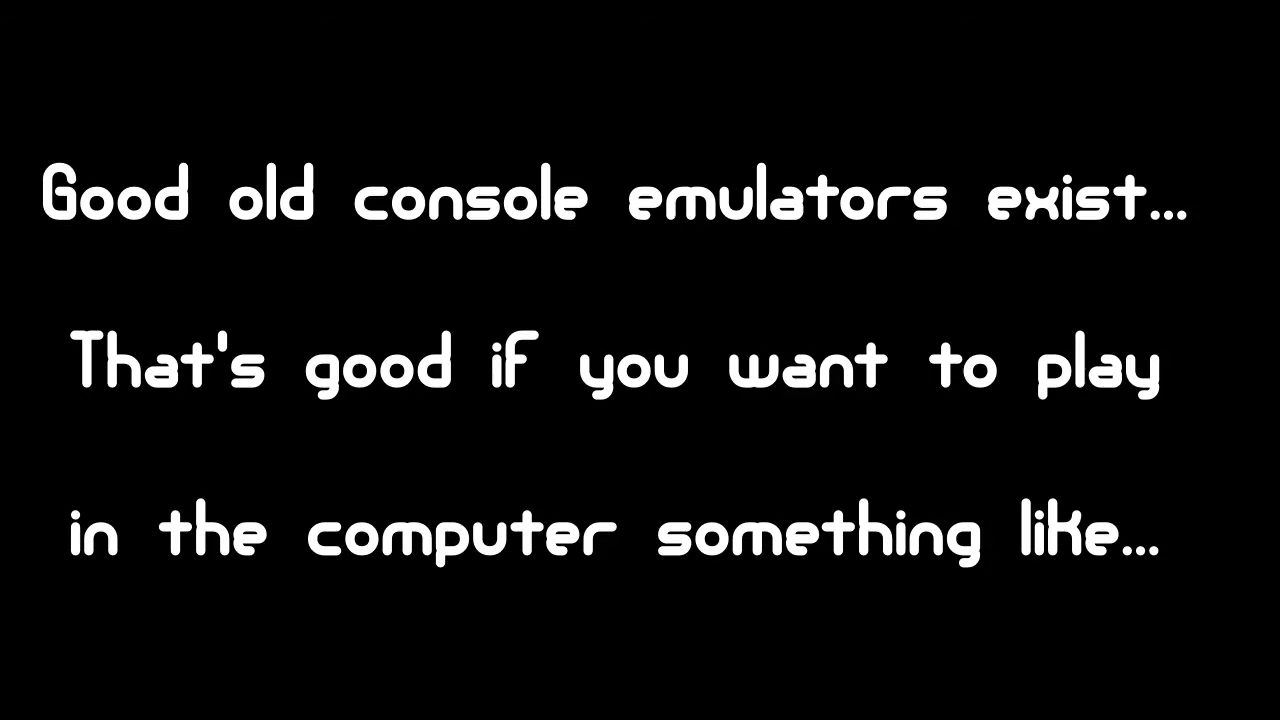 Good old console emulators exist...
That's good if you want to play
in the computer something like...